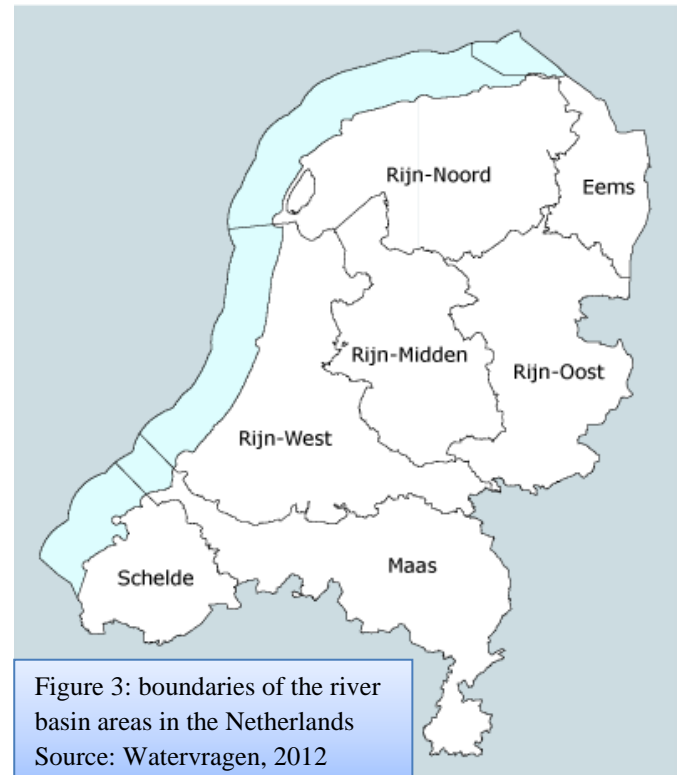 Rijn-Noord
Eems
Rijn-Midden
Rijn-Oost
Rijn-West
Maas
Schelde
Figure 3: boundaries of the river
basin areas in the Netherlands
Source: Watervragen, 2012